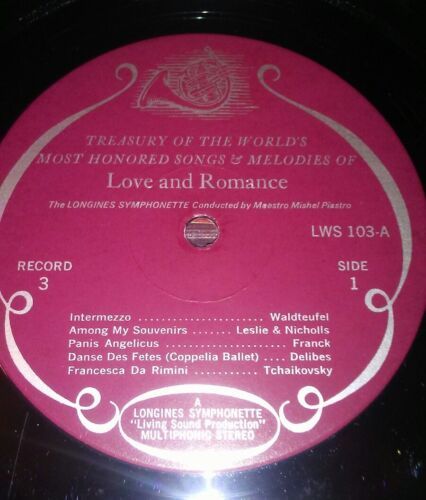 TREASURY OF THE WORLD'S
MOST HONORED SONGS & MELODIES OF
Love and Romance
The LONGINES SYMPHONETTE Conducted by Maestro Mishel Piastro
LWS 103-A
RECORD
3
SIDE
1
Intermezzo ..................... Waldteufel
Among My Souvenirs ....... Leslie & Nicholls
Panis Angelicus ..................... Franck
Danse Des Fetes (Coppelia Ballet) .... Delibes
Francesca Da Rimini ........... Tchaikovsky
A
LONGINES SYMPHONETTE
"Living Sound Production"
MULTIPHONIC STEREO